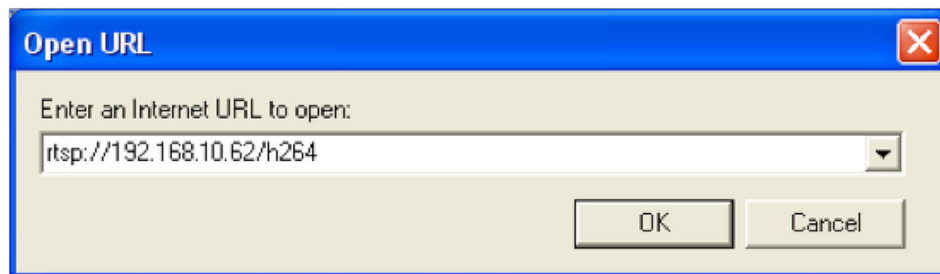 Open URL
Enter an Internet URL to open:
rtsp://192.168.10.62/h264
OK Cancel